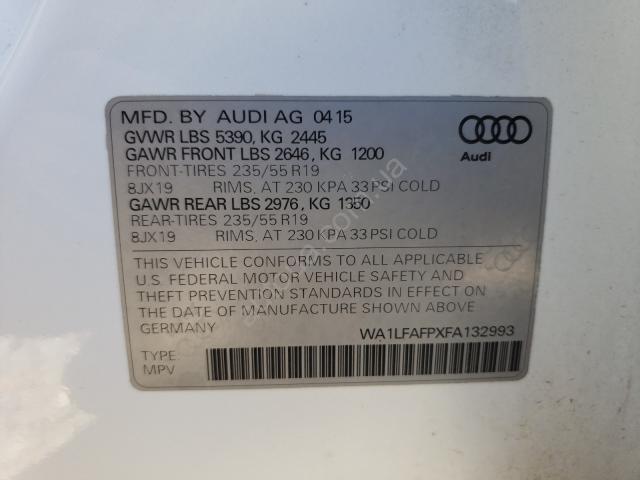 MFD. BY AUDI AG 04 15
GVWR LBS 5390, KG 2445
GAWR FRONT LBS 2646, KG 1200
FRONT-TIRES 235/55 R19
8JX19 RIMS, AT 230 KPA 33 PSI COLD
GAWR REAR LBS 2976, KG 1350
REAR-TIRES 235/55 R19
8JX19 RIMS, AT 230 KPA 33 PSI COLD
Audi
THIS VEHICLE CONFORMS TO ALL APPLICABLE
U.S. FEDERAL MOTOR VEHICLE SAFETY AND
THEFT PREVENTION STANDARDS IN EFFECT ON
THE DATE OF MANUFACTURE SHOWN ABOVE
GERMANY WA1LFAFPXFA132993
TYPE:
MPV